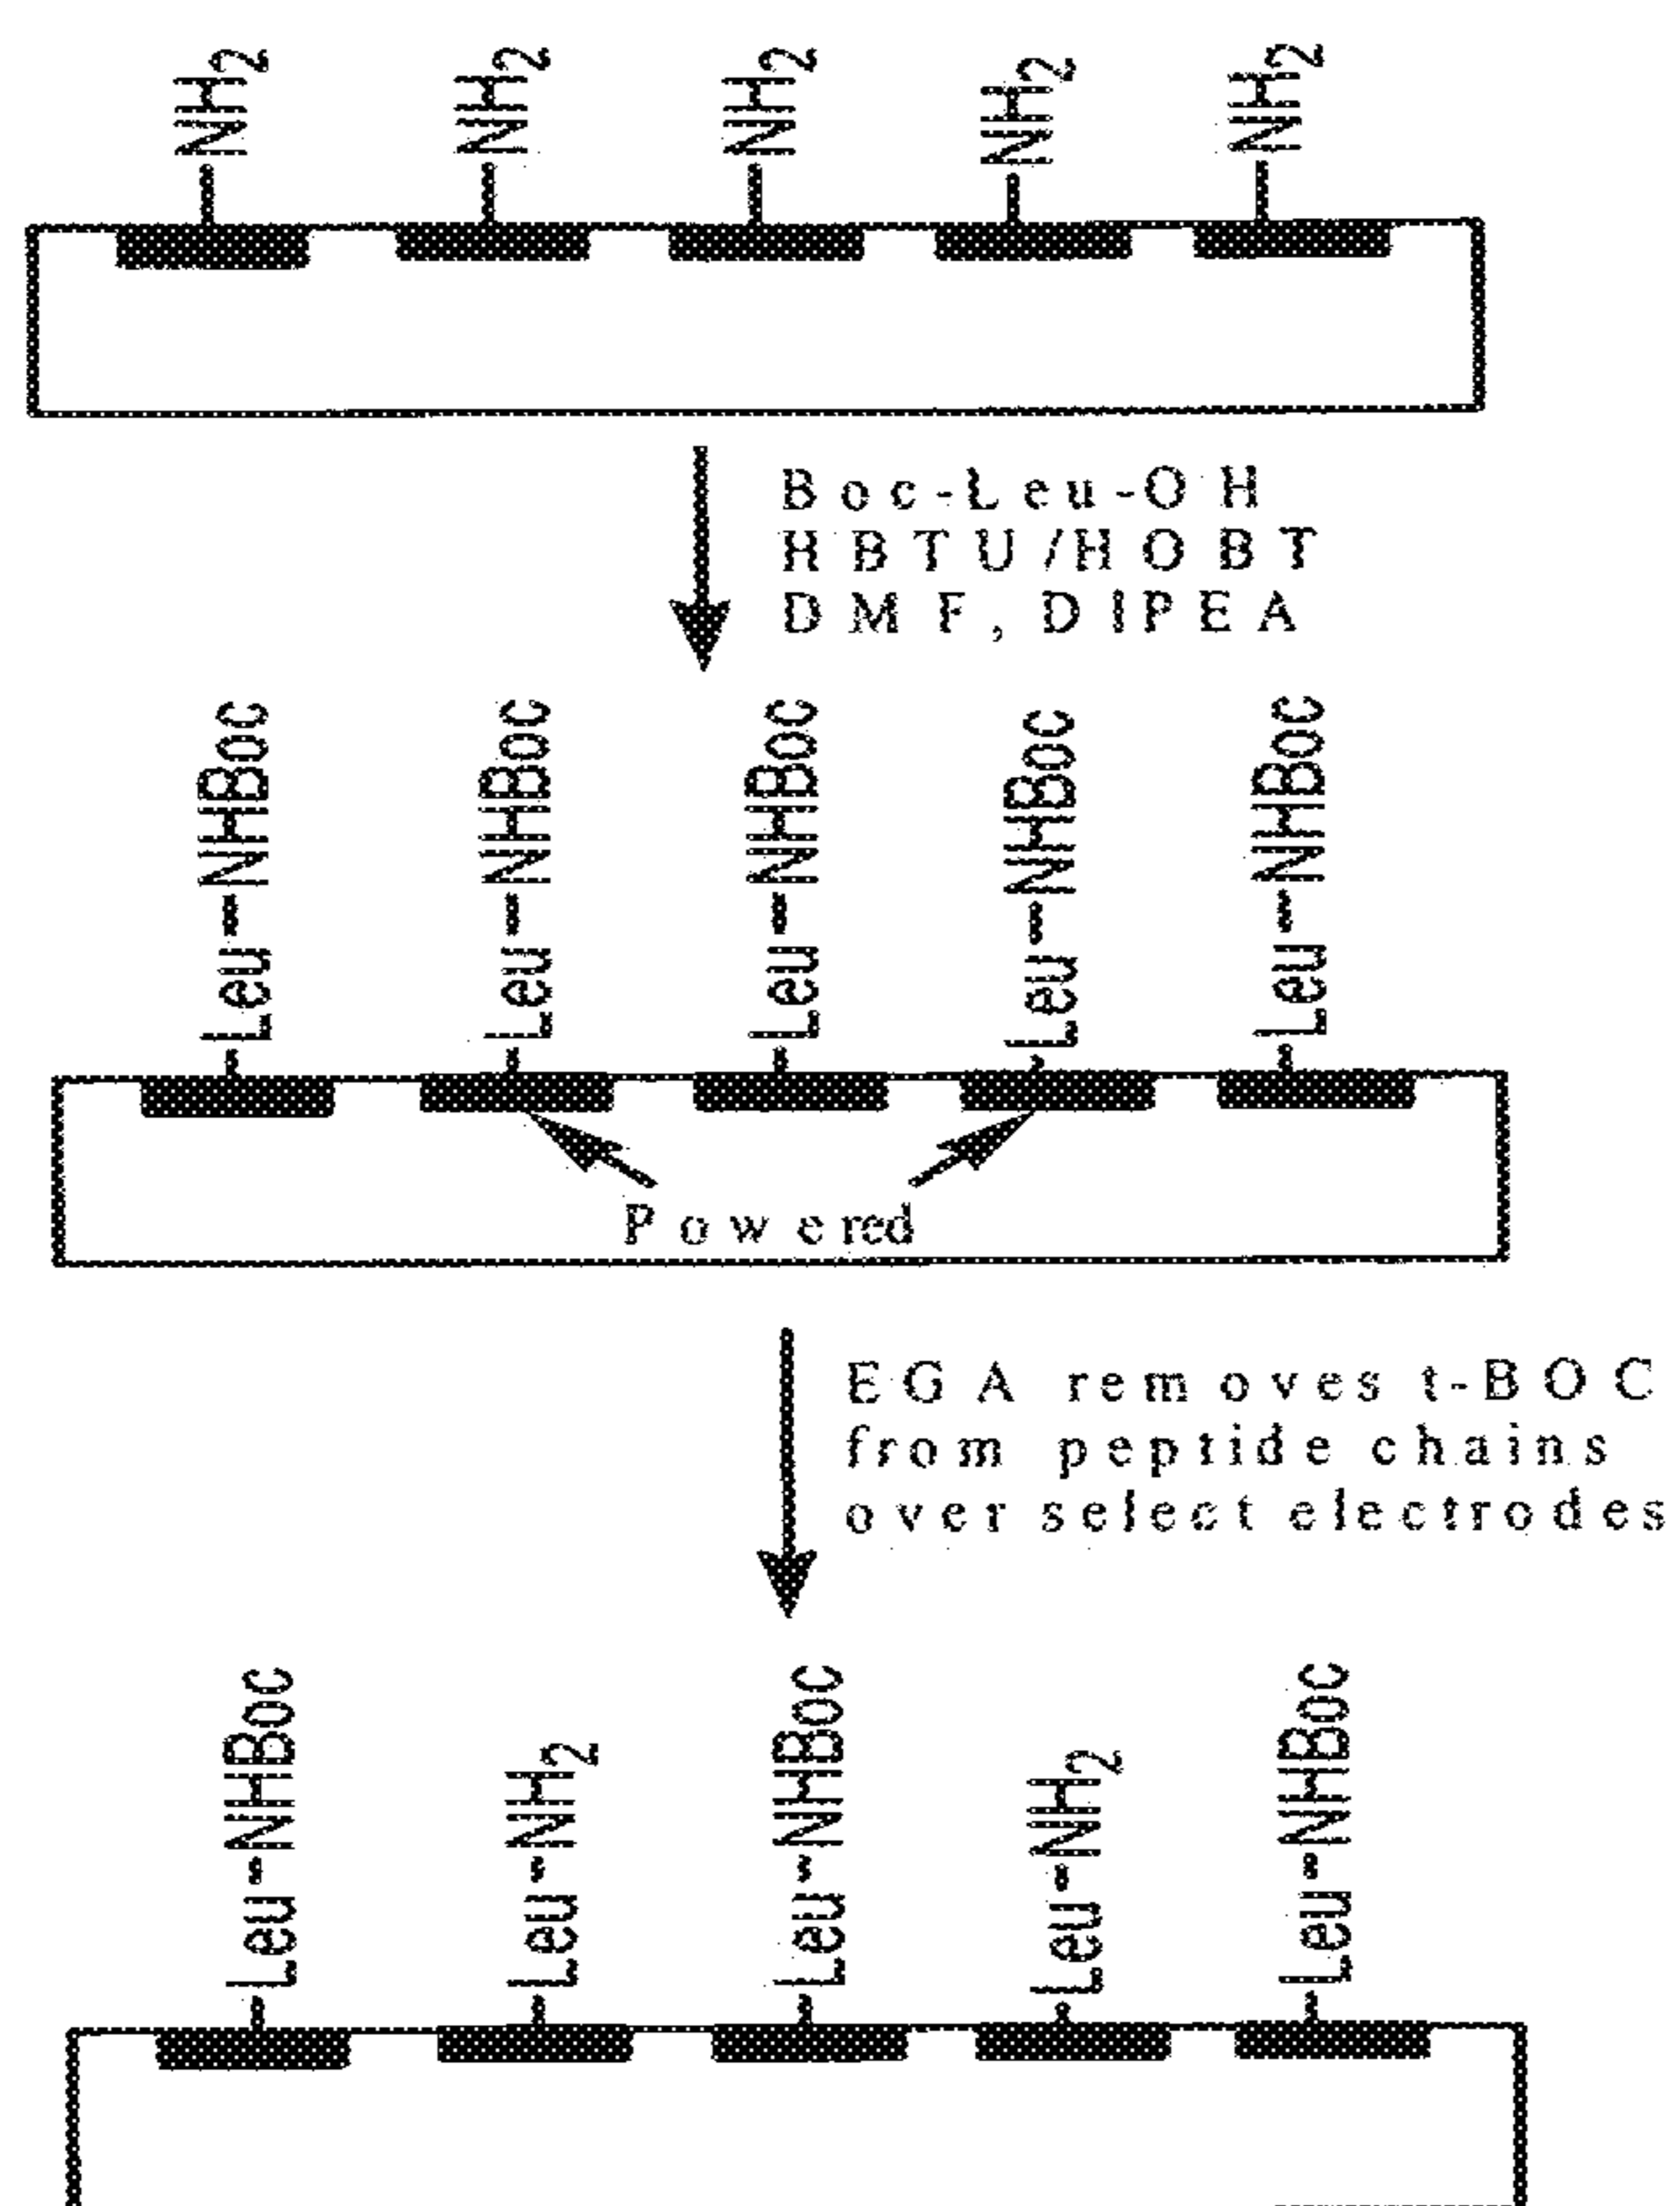 NH2 NH2 NH2 NH2 NH2
Boc-Leu-OH
HBTU/HOBT
DMF, DIPEA
Leu-NHBoc Leu-NHBoc Leu-NHBoc Leu-NHBoc Leu-NHBoc
Powered
EGA removes t-BOC
from peptide chains
over select electrodes
Leu-NHBoc Leu-NH2 Leu-NHBoc Leu-NH2 Leu-NHBoc